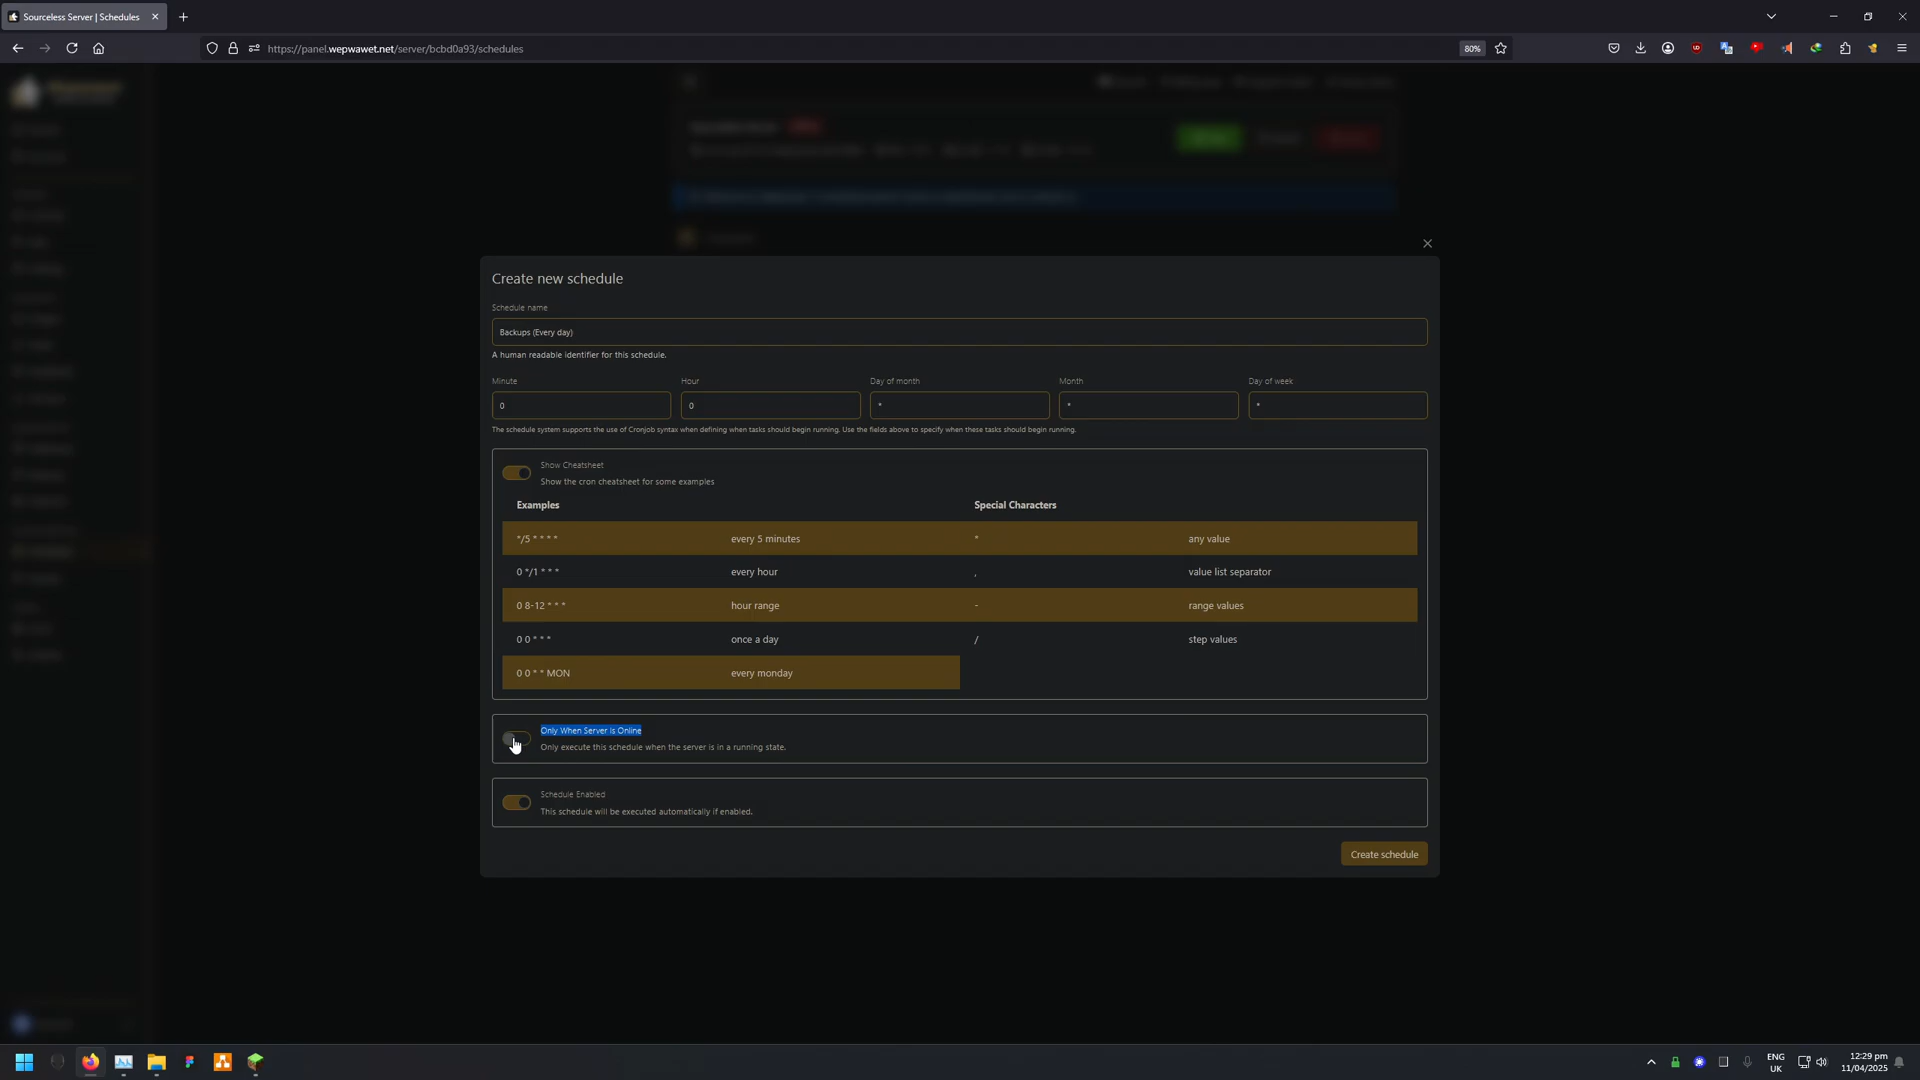 Sourceless Server | Schedules
https://panel.wepwawet.net/server/bcbd0a93/schedules
80%
Create new schedule
Schedule name
Backups (Every day)
A human readable identifier for this schedule.
Minute Hour Day of month Month Day of week
0 0 * * *
The schedule system supports the use of Cronjob syntax when defining when tasks should begin running. Use the fields above to specify when these tasks should begin running.
Show Cheatsheet
Show the cron cheatsheet for some examples
Examples Special Characters
*/5 * * * * every 5 minutes * any value
0 */1 * * * every hour , value list separator
0 8-12 * * * hour range - range values
0 0 * * * once a day / step values
0 0 * * MON every monday
Only When Server Is Online
Only execute this schedule when the server is in a running state.
Schedule Enabled
This schedule will be executed automatically if enabled.
Create schedule
ENG
UK
12:29 pm
11/04/2025